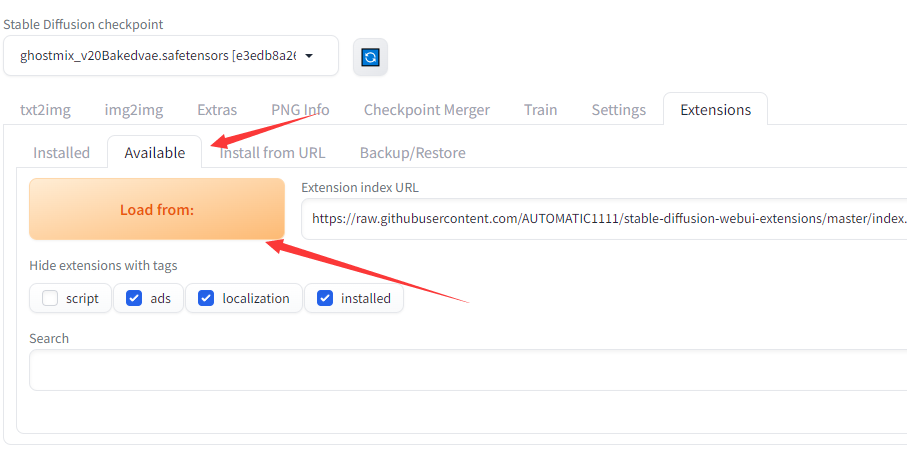 Stable Diffusion checkpoint
ghostmix_v20Bakedvae.safetensors [e3edb8a26
txt2img img2img Extras PNG Info Checkpoint Merger Train Settings Extensions
Installed Available Install from URL Backup/Restore
Load from:
Extension index URL
https://raw.githubusercontent.com/AUTOMATIC1111/stable-diffusion-webui-extensions/master/index.
Hide extensions with tags
script ads localization installed
Search